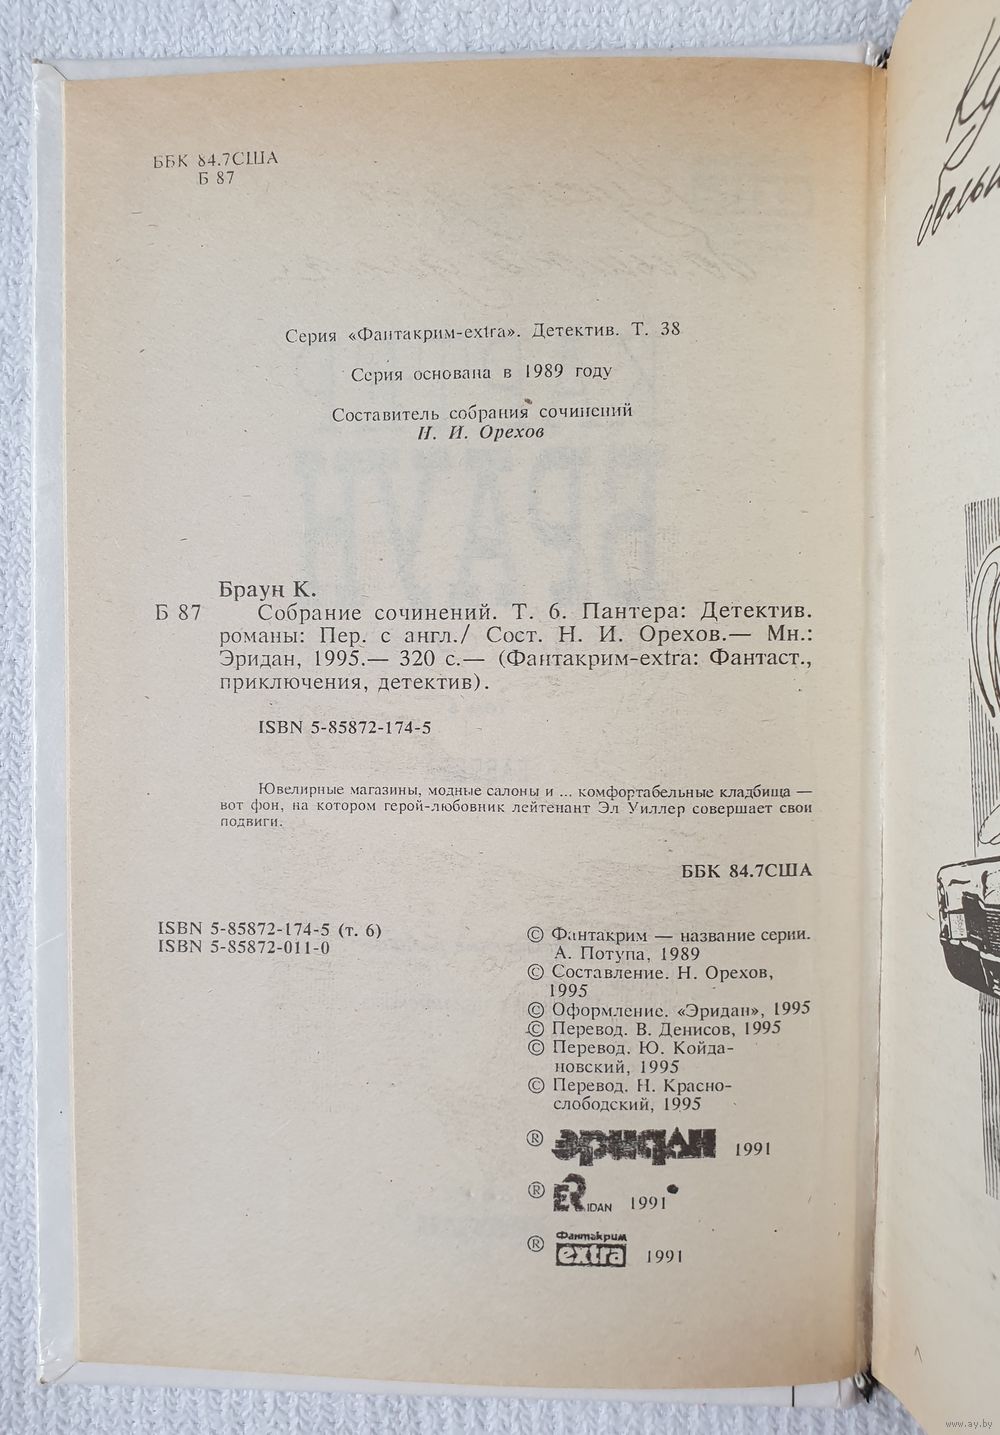 ББК 84.7США
Б 87
Серия «Фантакрим-extra». Детектив. Т. 38
Серия основана в 1989 году
Составитель собрания сочинений
Н. И. Орехов
Браун К.
Б 87 Собрание сочинений. Т. 6. Пантера: Детектив.
романы: Пер. с англ./ Сост. Н. И. Орехов.— Мн.:
Эридан, 1995.— 320 с.— (Фантакрим-extra: Фантаст.,
приключения, детектив).
ISBN 5-85872-174-5
Ювелирные магазины, модные салоны и ... комфортабельные кладбища —
вот фон, на котором герой-любовник лейтенант Эл Уиллер совершает свои
подвиги.
ББК 84.7США
ISBN 5-85872-174-5 (т. 6)
ISBN 5-85872-011-0
© Фантакрим — название серии.
А. Потупа, 1989
© Составление. Н. Орехов,
1995
© Оформление. «Эридан», 1995
© Перевод. В. Денисов, 1995
© Перевод. Ю. Койда-
новский, 1995
© Перевод. Н. Красно-
слободский, 1995
® эридан 1991
® ERIDAN 1991
® Фантакрим
extra 1991
www.ay.by